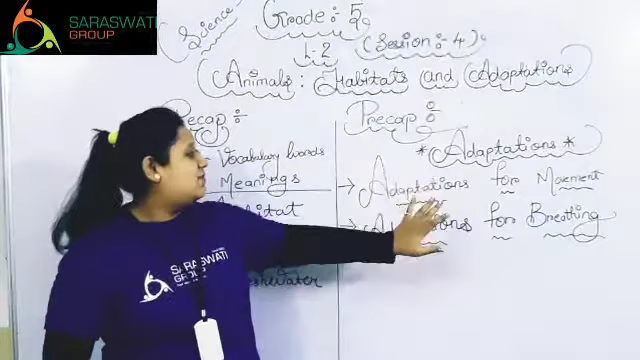 SARASWATI
GROUP
Science
Grade:- 5
L-2 (Session:- 4)
Animals: Habitats and Adaptations
Recap :-
Vocabulary Words
Meanings
Precap :-
* Adaptations *
→ Adaptations for Movement
→ for Breathing
SARASWATI
GROUP